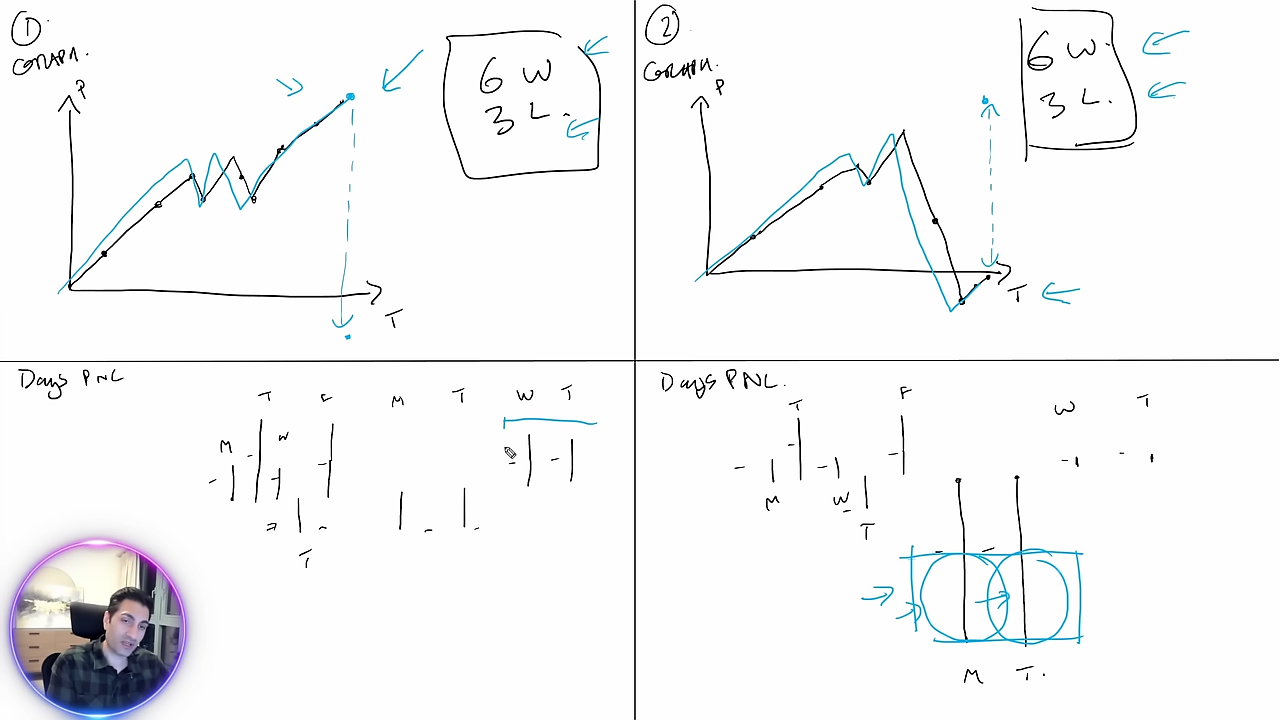 ①
GRAPH.
P
T
6 W
3 L.
②
GRAPH.
P
T
6 W.
3 L.
Days PNL
T F M T W T
M W
T
Days PNL.
T F W T
M W
T
M T.